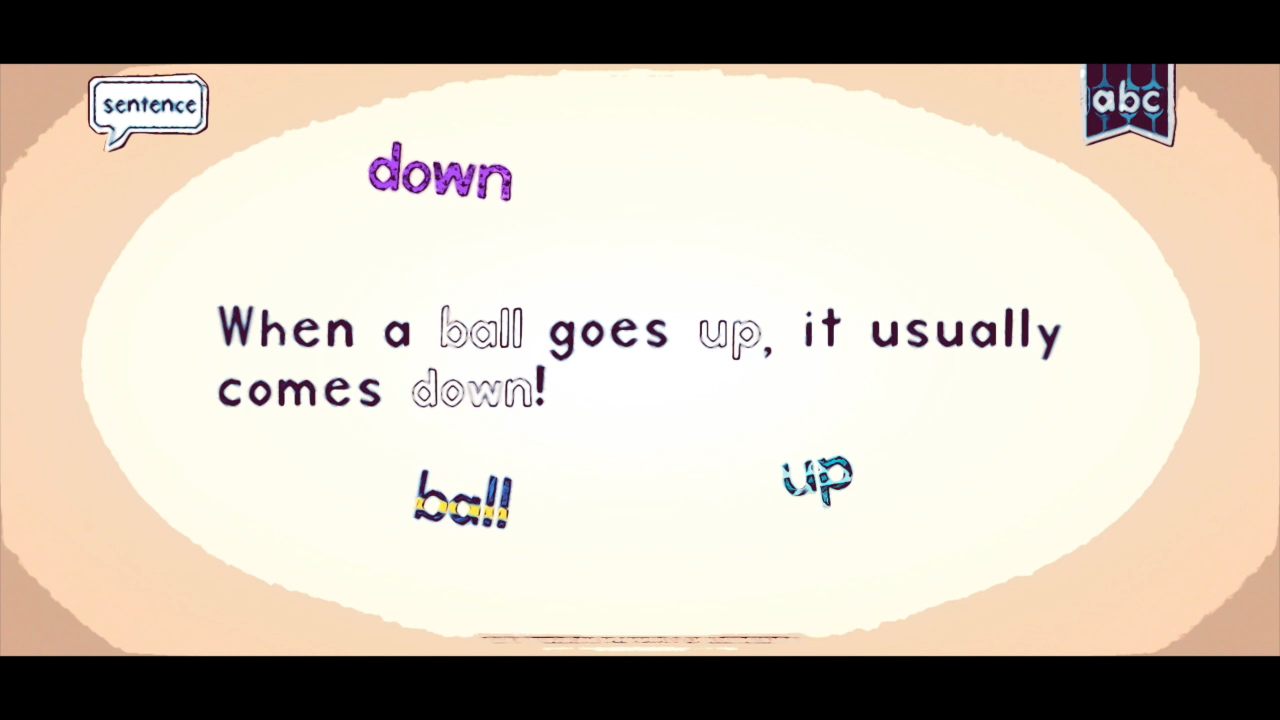 sentence
abc
down
When a ball goes up, it usually
comes down!
ball
up